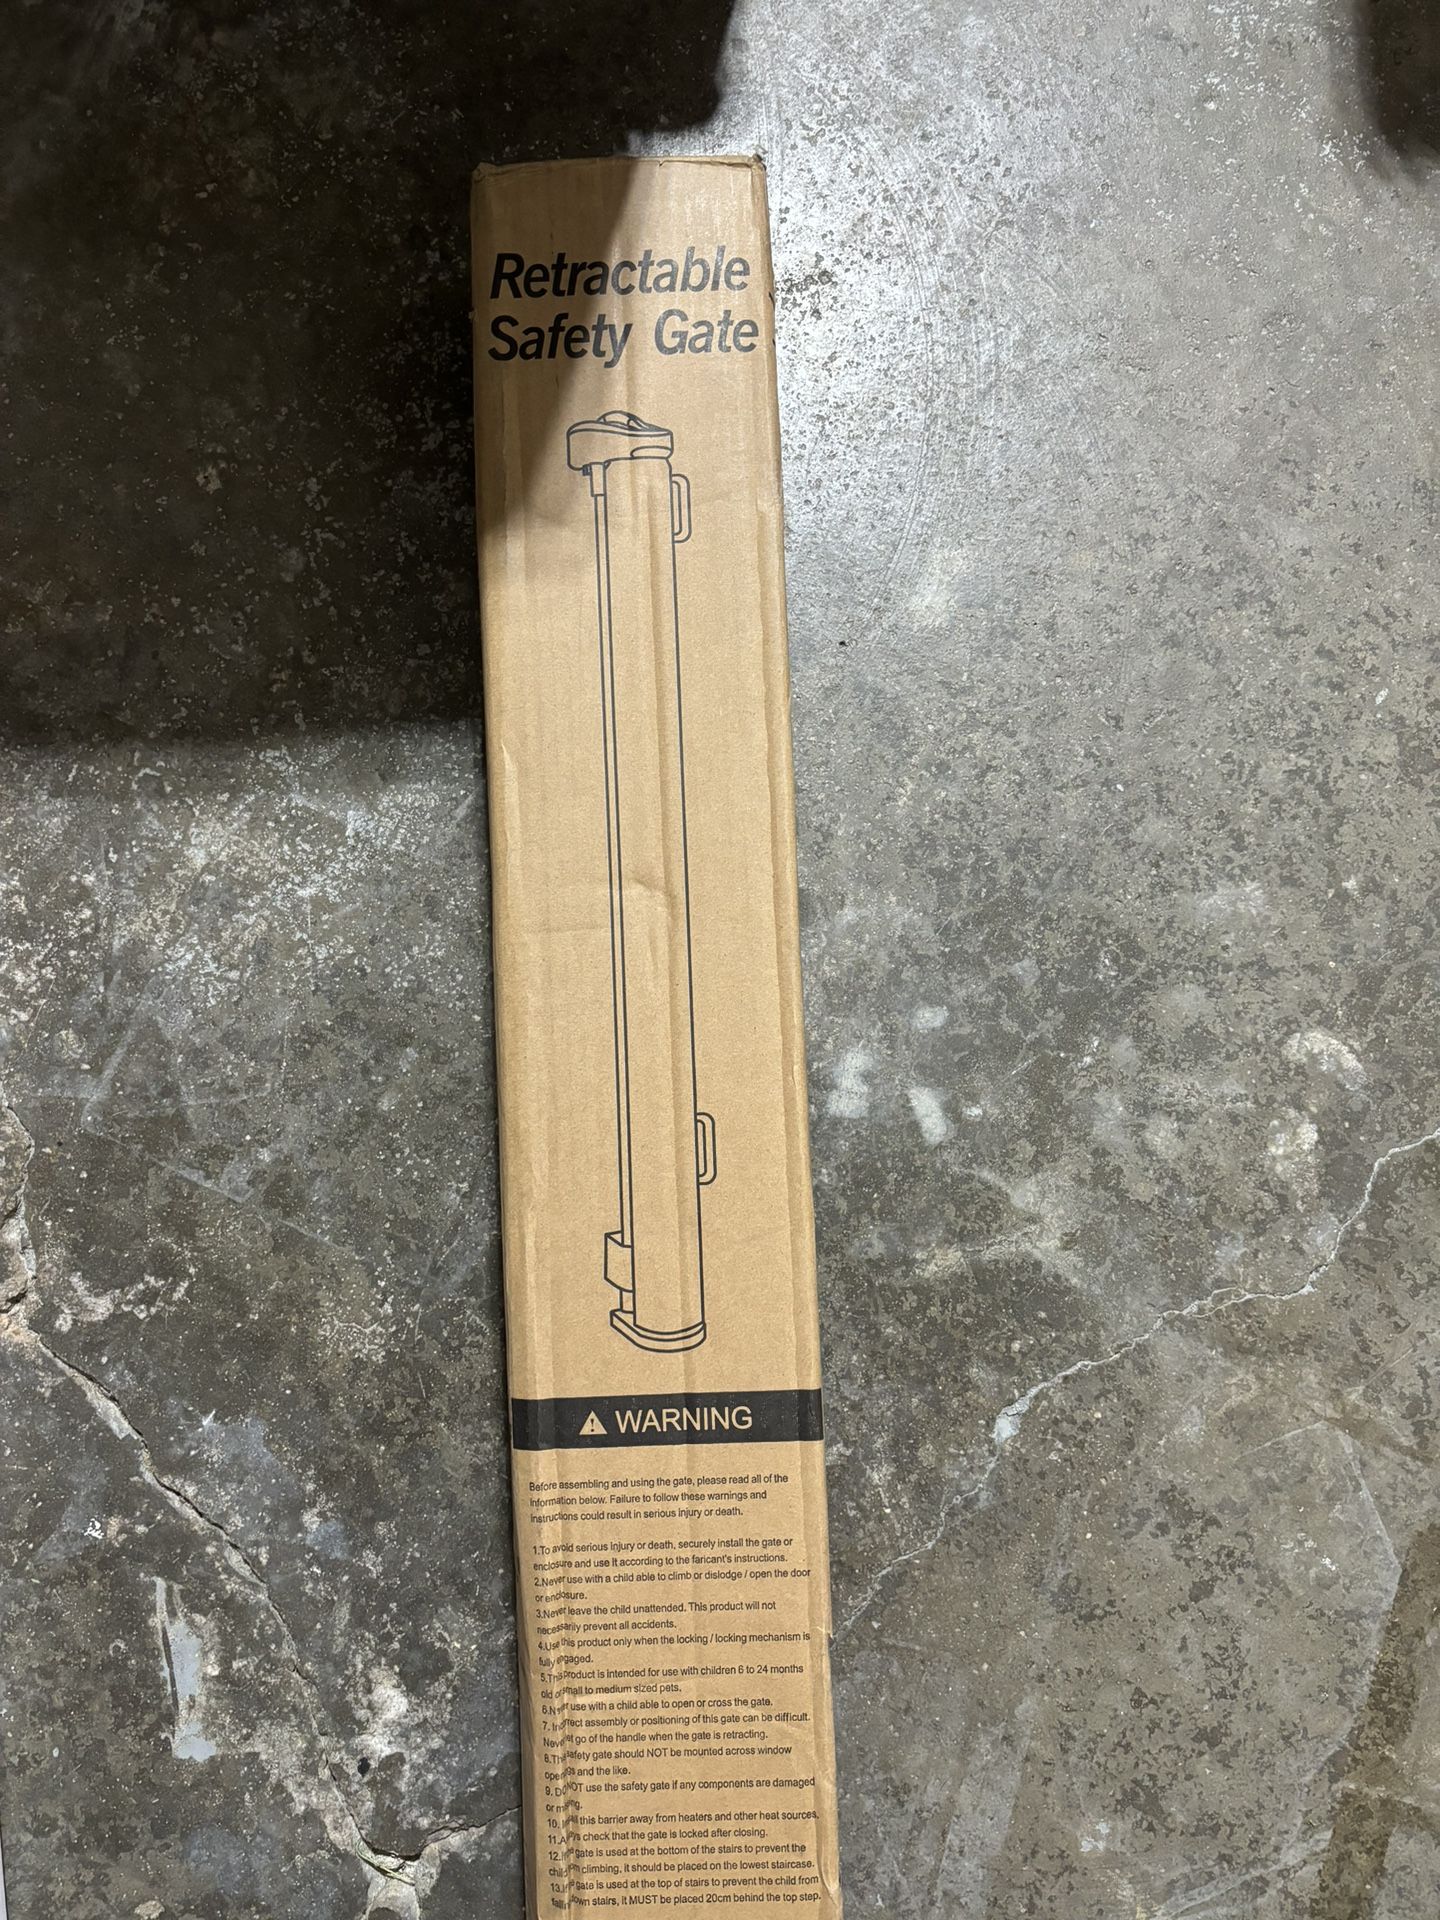 Retractable
Safety Gate
WARNING
Before assembling and using the gate, please read all of the
Information below. Failure to follow these warnings and
Instructions could result in serious Injury or death.
1.To avoid serious injury or death, securely install the gate or
enclosure and use It according to the faricant's instructions.
2.Never use with a child able to climb or dislodge / open the door
or enclosure.
3.Never leave the child unattended. This product will not
necessarily prevent all accidents.
4.Use this product only when the locking / locking mechanism is
fully engaged.
5.This product is intended for use with children 6 to 24 months
old or small to medium sized pets.
6.Never use with a child able to open or cross the gate.
7. Incorrect assembly or positioning of this gate can be difficult.
Never let go of the handle when the gate is retracting.
8.The safety gate should NOT be mounted across window
openings and the like.
9. Do NOT use the safety gate if any components are damaged
or missing.
10. Install this barrier away from heaters and other heat sources.
11.Always check that the gate is locked after closing.
12.If the gate is used at the bottom of the stairs to prevent the
child from climbing, it should be placed on the lowest staircase.
13.If the gate is used at the top of stairs to prevent the child from
falling down stairs, it MUST be placed 20cm behind the top step.